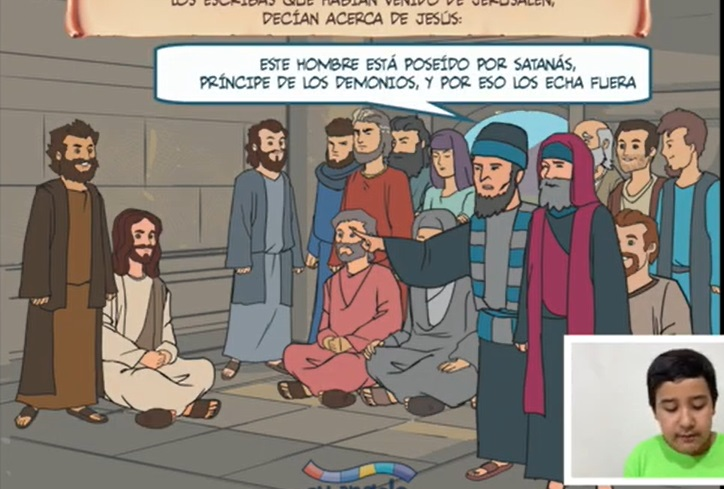 LOS ESCRIBAS QUE HABÍAN VENIDO DE JERUSALÉN,
DECÍAN ACERCA DE JESÚS:
ESTE HOMBRE ESTÁ POSEÍDO POR SATANÁS,
PRÍNCIPE DE LOS DEMONIOS, Y POR ESO LOS ECHA FUERA